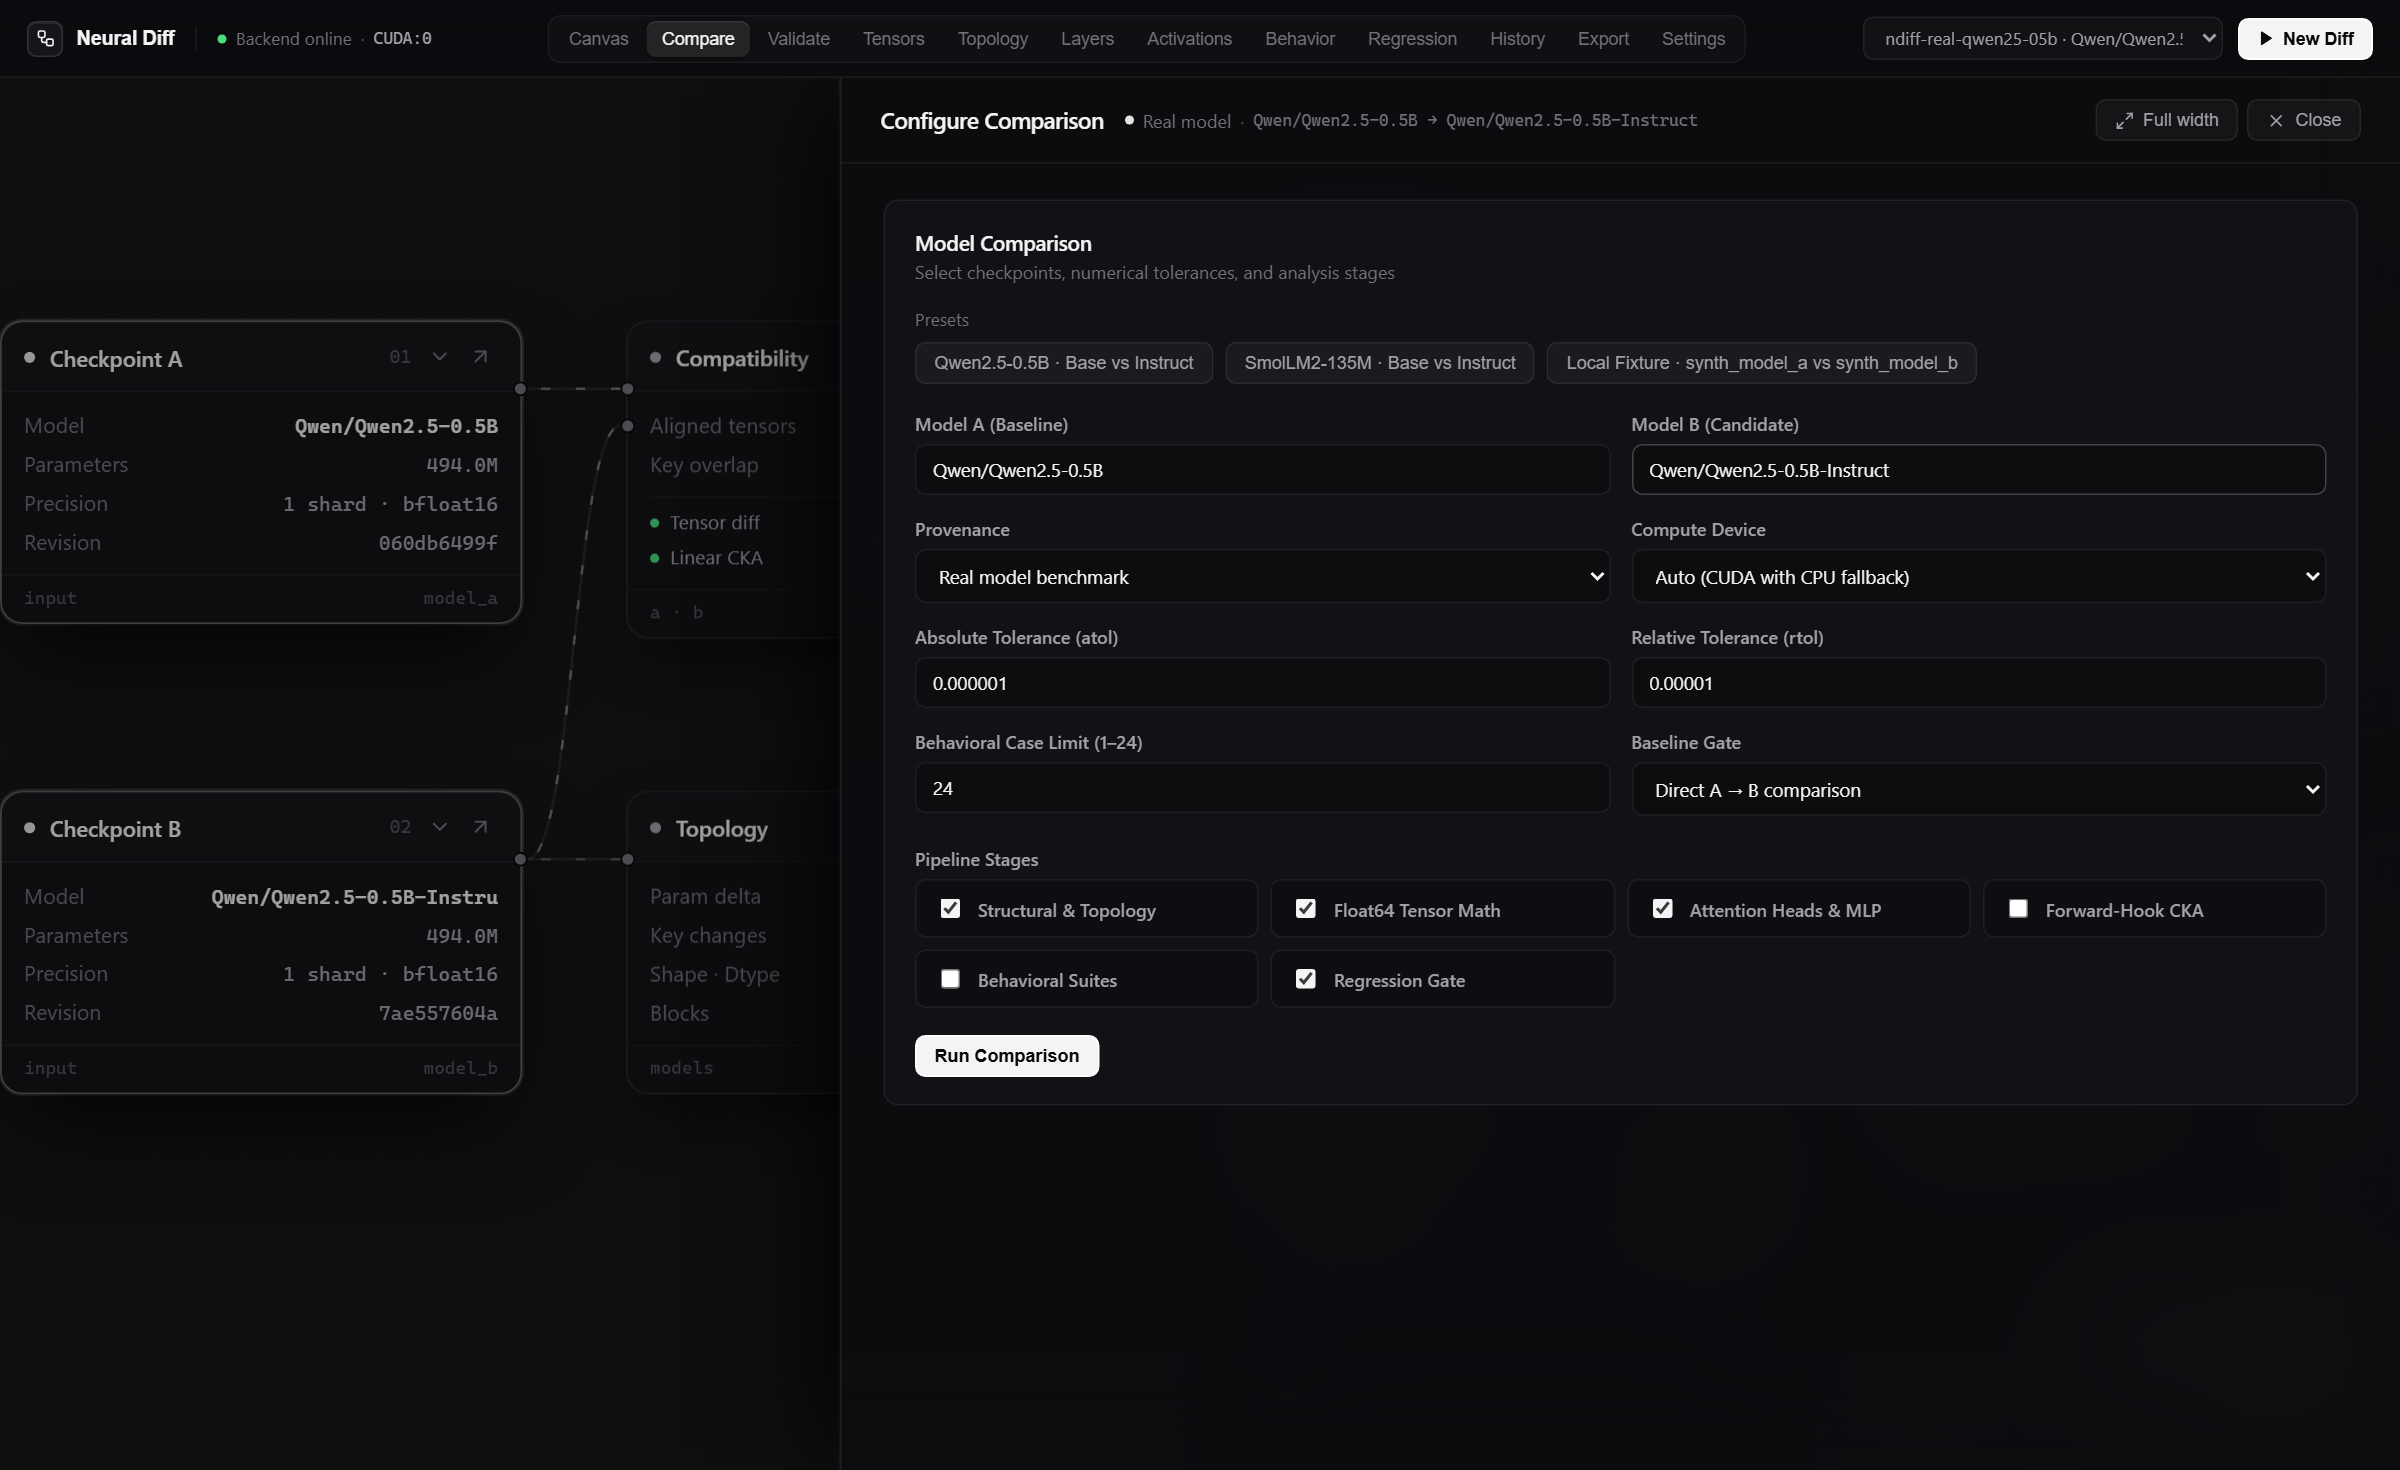 Neural Diff
Backend online · CUDA:0
Canvas
Compare
Validate
Tensors
Topology
Layers
Activations
Behavior
Regression
History
Export
Settings
ndiff-real-qwen25-05b · Qwen/Qwen2.
New Diff
Checkpoint A
01
Model Qwen/Qwen2.5-0.5B
Parameters 494.0M
Precision 1 shard · bfloat16
Revision 060db6499f
input model_a
Checkpoint B
02
Model Qwen/Qwen2.5-0.5B-Instru
Parameters 494.0M
Precision 1 shard · bfloat16
Revision 7ae557604a
input model_b
Compatibility
Aligned tensors
Key overlap
Tensor diff
Linear CKA
a · b
Topology
Param delta
Key changes
Shape · Dtype
Blocks
models
Configure Comparison
Real model · Qwen/Qwen2.5-0.5B → Qwen/Qwen2.5-0.5B-Instruct
Full width
Close
Model Comparison
Select checkpoints, numerical tolerances, and analysis stages
Presets
Qwen2.5-0.5B · Base vs Instruct
SmolLM2-135M · Base vs Instruct
Local Fixture · synth_model_a vs synth_model_b
Model A (Baseline)
Qwen/Qwen2.5-0.5B
Model B (Candidate)
Qwen/Qwen2.5-0.5B-Instruct
Provenance
Real model benchmark
Compute Device
Auto (CUDA with CPU fallback)
Absolute Tolerance (atol)
0.000001
Relative Tolerance (rtol)
0.00001
Behavioral Case Limit (1–24)
24
Baseline Gate
Direct A → B comparison
Pipeline Stages
Structural & Topology
Float64 Tensor Math
Attention Heads & MLP
Forward-Hook CKA
Behavioral Suites
Regression Gate
Run Comparison